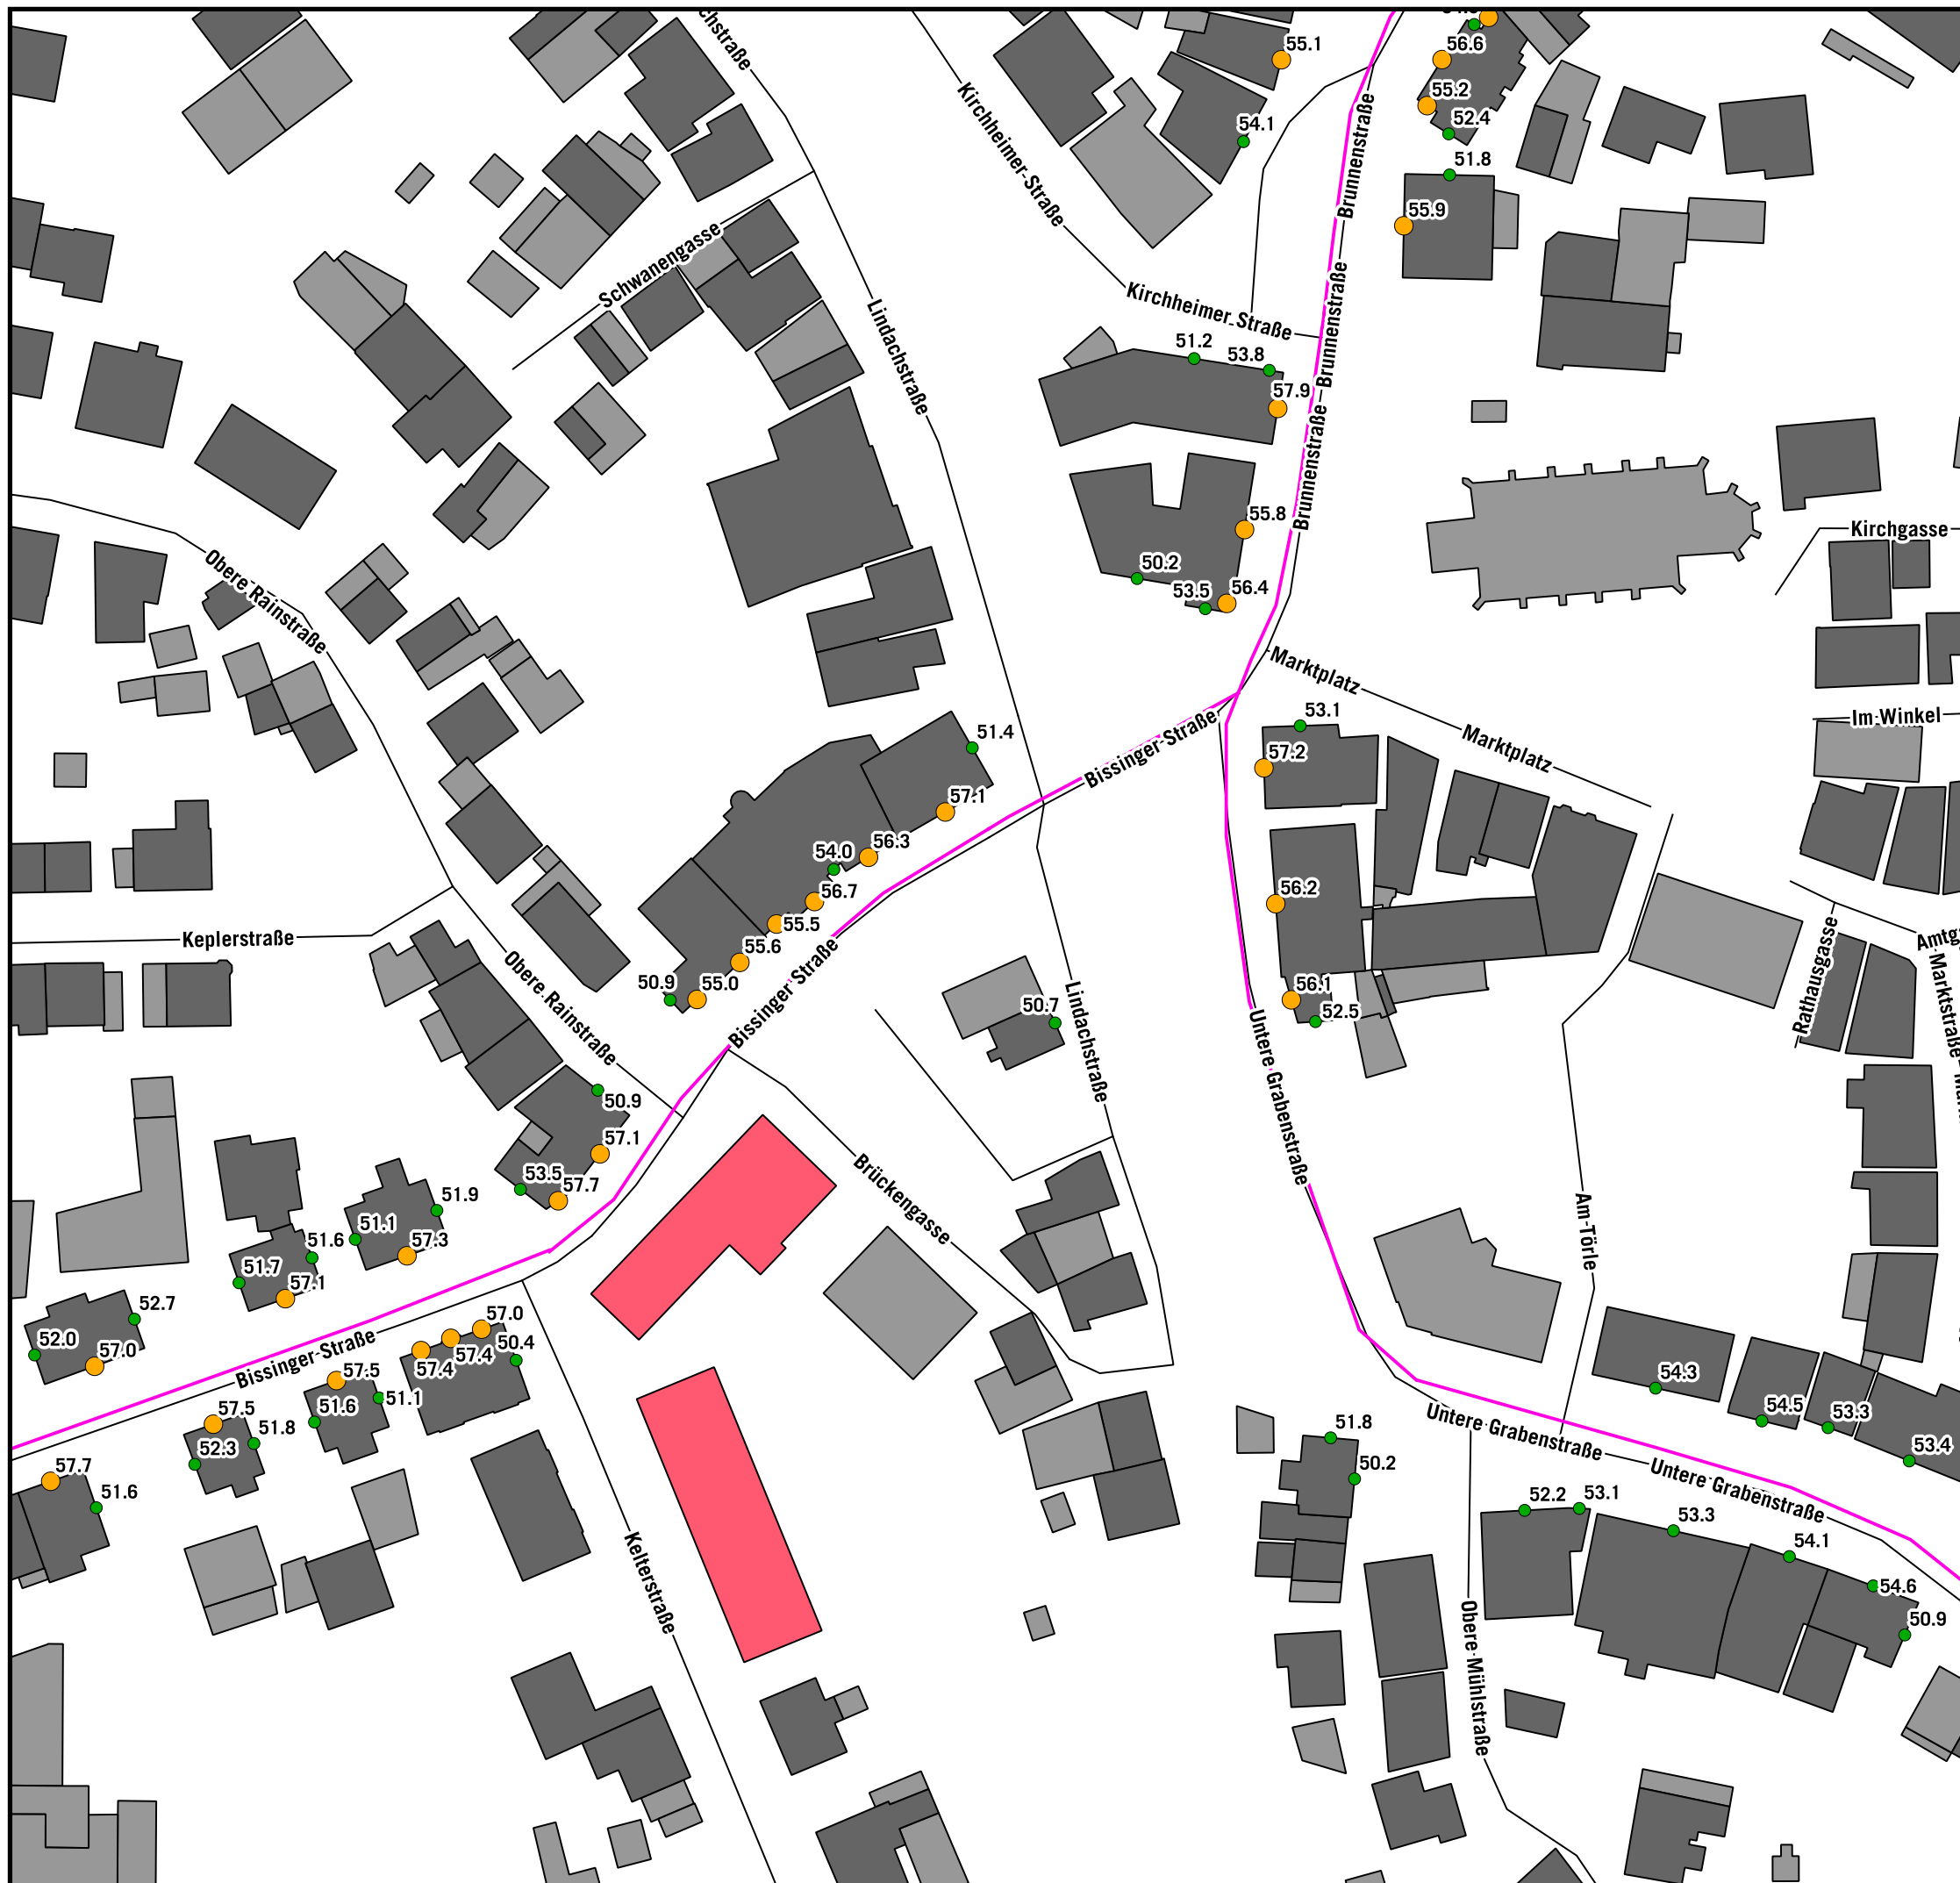 chstraße
55.1
56.6
55.2
52.4
54.1
51.8
55.9
Kirchheimer-Straße
Brunnenstraße
Schwanengasse
Lindachstraße
Kirchheimer Straße
Brunnenstraße
51.2
53.8
57.9
Brunnenstraße
55.8
50.2
53.5
56.4
Kirchgasse
Obere Rainstraße
Marktplatz
Marktplatz
Im-Winkel
53.1
57.2
Bissinger-Straße
51.4
57.1
56.3
54.0
56.7
55.5
55.6
55.0
50.9
56.2
56.1
52.5
Keplerstraße
Obere-Rainstraße
Bissinger Straße
50.7
Lindachstraße
Untere-Grabenstraße
Rathausgasse
Amtg
Marktstraße
50.9
57.1
53.5
57.7
Brückengasse
Am-Törle
51.9
51.1
57.3
51.6
51.7
57.1
52.7
52.0
57.0
Bissinger-Straße
57.0
57.4
57.4
50.4
57.5
51.6
51.1
57.5
51.8
52.3
57.7
51.6
Kelterstraße
54.3
54.5
53.3
53.4
Untere Grabenstraße
Untere Grabenstraße
51.8
50.2
52.2
53.1
53.3
54.1
54.6
50.9
Obere-Mühlstraße